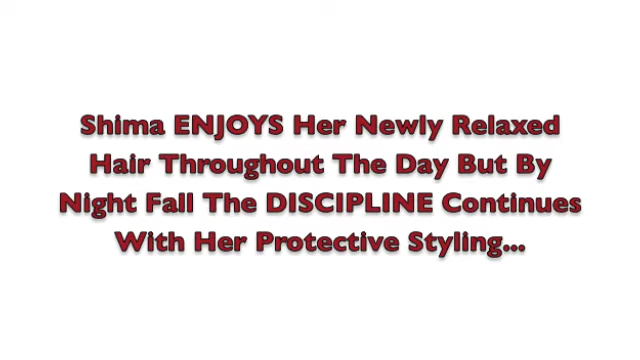 Shima ENJOYS Her Newly Relaxed
Hair Throughout The Day But By
Night Fall The DISCIPLINE Continues
With Her Protective Styling...